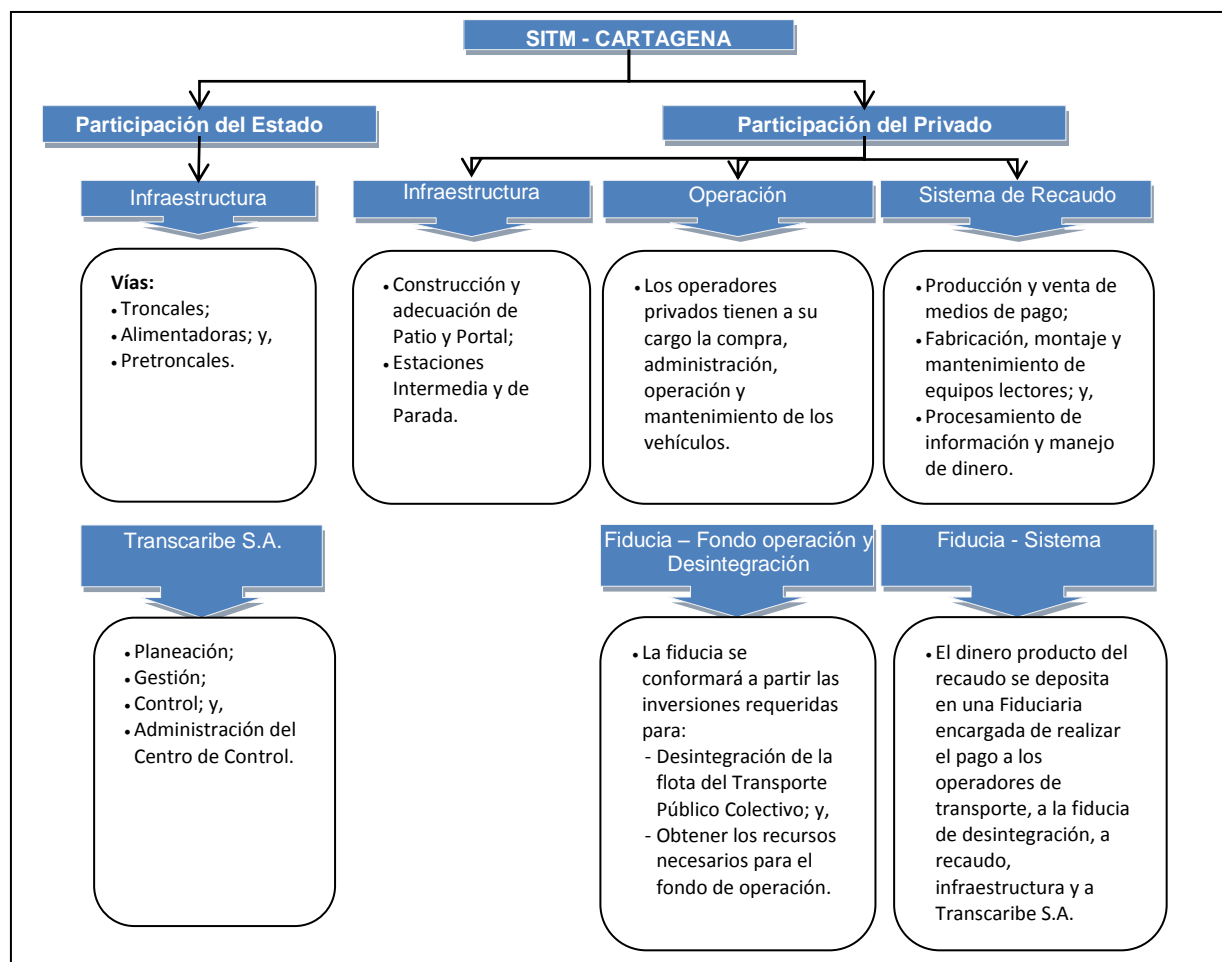 SITM - CARTAGENA
Participación del Estado
Participación del Privado
Infraestructura
Infraestructura
Operación
Sistema de Recaudo
Vías:
• Troncales;
• Alimentadoras; y,
• Pretroncales.
• Construcción y
adecuación de
Patio y Portal;
• Estaciones
Intermedia y de
Parada.
• Los operadores
privados tienen a su
cargo la compra,
administración,
operación y
mantenimiento de los
vehículos.
• Producción y venta de
medios de pago;
• Fabricación, montaje y
mantenimiento de
equipos lectores; y,
• Procesamiento de
información y manejo
de dinero.
Transcaribe S.A.
Fiducia – Fondo operación y
Desintegración
Fiducia - Sistema
• Planeación;
• Gestión;
• Control; y,
• Administración del
Centro de Control.
• La fiducia se
conformará a partir las
inversiones requeridas
para:
- Desintegración de la
flota del Transporte
Público Colectivo; y,
- Obtener los recursos
necesarios para el
fondo de operación.
• El dinero producto del
recaudo se deposita
en una Fiduciaria
encargada de realizar
el pago a los
operadores de
transporte, a la fiducia
de desintegración, a
recaudo,
infraestructura y a
Transcaribe S.A.